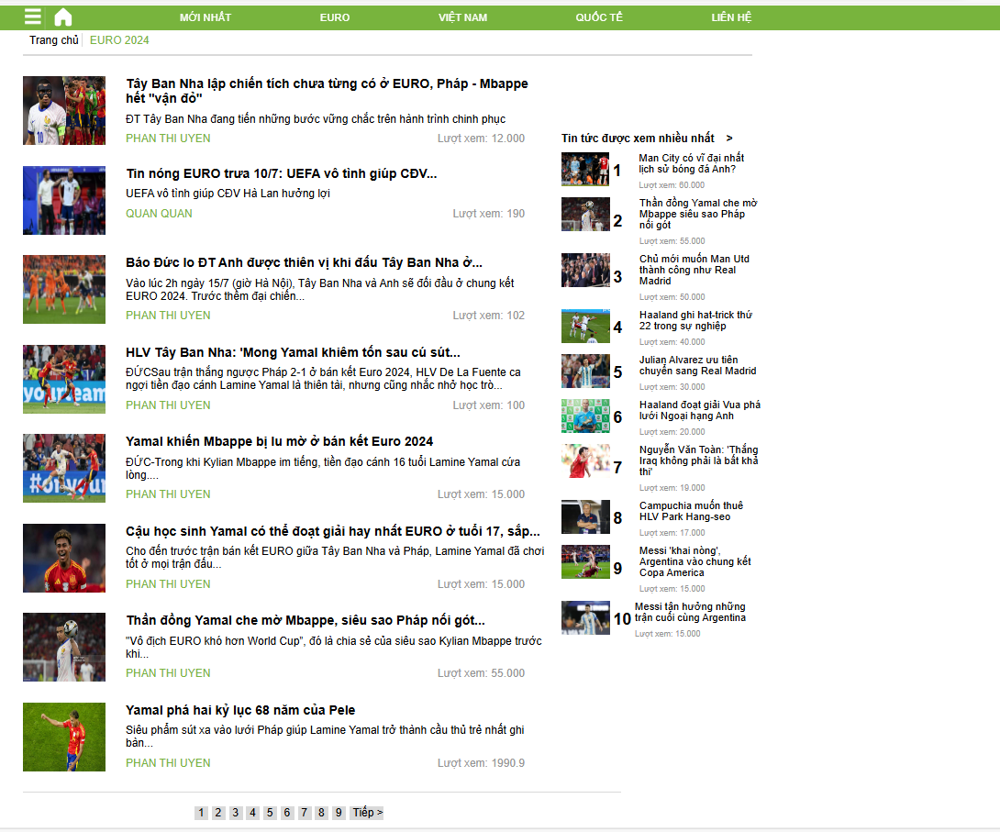 MỚI NHẤT EURO VIỆT NAM QUỐC TẾ LIÊN HỆ
Trang chủ EURO 2024
Tây Ban Nha lập chiến tích chưa từng có ở EURO, Pháp - Mbappe
hết "vận đỏ"
ĐT Tây Ban Nha đang tiến những bước vững chắc trên hành trình chinh phục
PHAN THI UYEN Lượt xem: 12.000
Tin nóng EURO trưa 10/7: UEFA vô tình giúp CĐV...
UEFA vô tình giúp CĐV Hà Lan hưởng lợi
QUAN QUAN Lượt xem: 190
Báo Đức lo ĐT Anh được thiên vị khi đấu Tây Ban Nha ở...
Vào lúc 2h ngày 15/7 (giờ Hà Nội), Tây Ban Nha và Anh sẽ đối đầu ở chung kết
EURO 2024. Trước thềm đại chiến...
PHAN THI UYEN Lượt xem: 102
HLV Tây Ban Nha: 'Mong Yamal khiêm tốn sau cú sút...
ĐỨCSau trận thắng ngược Pháp 2-1 ở bán kết Euro 2024, HLV De La Fuente ca
ngợi tiền đạo cánh Lamine Yamal là thiên tài, nhưng cũng nhắc nhở học trò...
PHAN THI UYEN Lượt xem: 100
Yamal khiến Mbappe bị lu mờ ở bán kết Euro 2024
ĐỨC-Trong khi Kylian Mbappe im tiếng, tiền đạo cánh 16 tuổi Lamine Yamal cứa
lòng....
PHAN THI UYEN Lượt xem: 15.000
Cậu học sinh Yamal có thể đoạt giải hay nhất EURO ở tuổi 17, sắp...
Cho đến trước trận bán kết EURO giữa Tây Ban Nha và Pháp, Lamine Yamal đã chơi
tốt ở mọi trận đấu...
PHAN THI UYEN Lượt xem: 15.000
Thần đồng Yamal che mờ Mbappe, siêu sao Pháp nối gót...
"Vô địch EURO khó hơn World Cup”, đó là chia sẻ của siêu sao Kylian Mbappe trước
khi...
PHAN THI UYEN Lượt xem: 55.000
Yamal phá hai kỷ lục 68 năm của Pele
Siêu phẩm sút xa vào lưới Pháp giúp Lamine Yamal trở thành cầu thủ trẻ nhất ghi
bàn...
PHAN THI UYEN Lượt xem: 1990.9
1 2 3 4 5 6 7 8 9 Tiếp >
Tin tức được xem nhiều nhất >
1 Man City có vĩ đại nhất
lịch sử bóng đá Anh?
Lượt xem: 60.000
2 Thần đồng Yamal che mờ
Mbappe siêu sao Pháp
nối gót
Lượt xem: 55.000
3 Chủ mới muốn Man Utd
thành công như Real
Madrid
Lượt xem: 50.000
4 Haaland ghi hat-trick thứ
22 trong sự nghiệp
Lượt xem: 40.000
5 Julian Alvarez ưu tiên
chuyển sang Real Madrid
Lượt xem: 30.000
6 Haaland đoạt giải Vua phá
lưới Ngoại hạng Anh
Lượt xem: 20.000
7 Nguyễn Văn Toàn: 'Thắng
Iraq không phải là bất khả
thi'
Lượt xem: 19.000
8 Campuchia muốn thuê
HLV Park Hang-seo
Lượt xem: 17.000
9 Messi 'khai nòng',
Argentina vào chung kết
Copa America
Lượt xem: 15.000
10 Messi tận hưởng những
trận cuối cùng Argentina
Lượt xem: 15.000